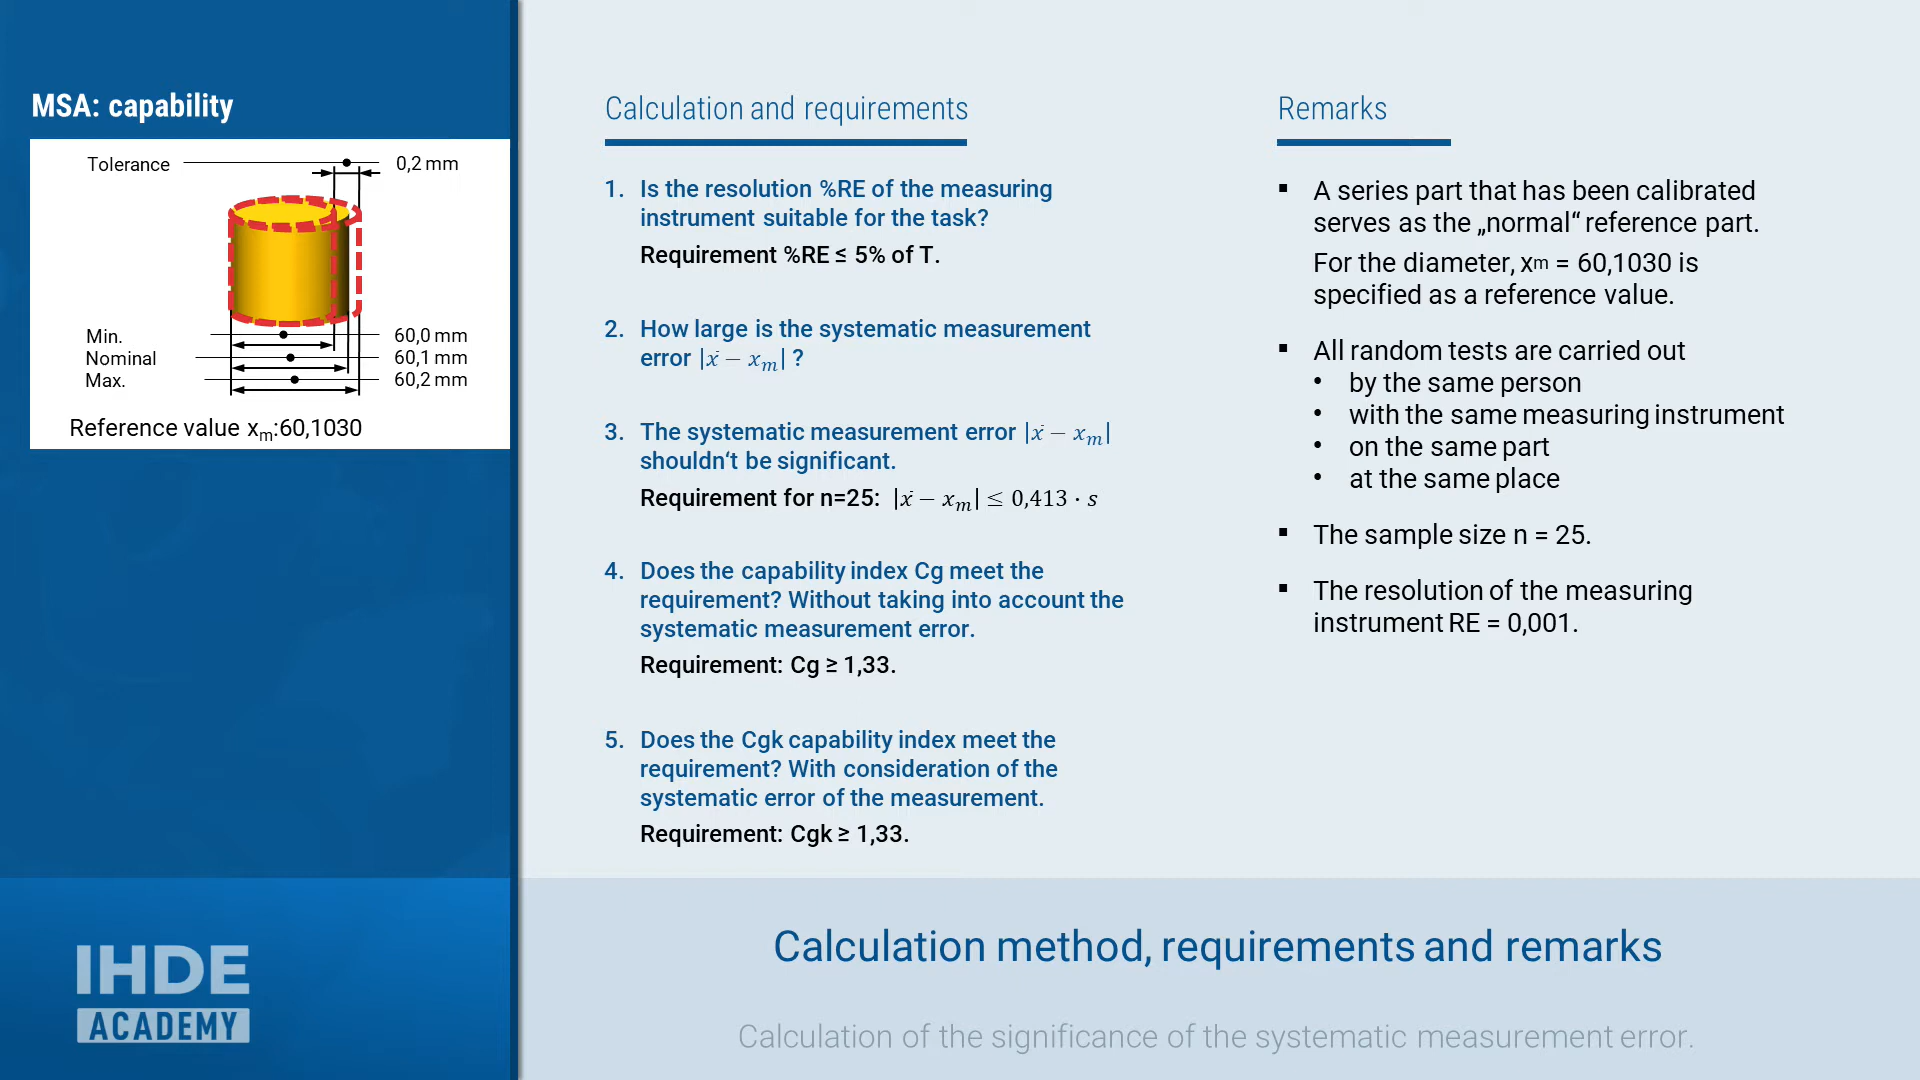 MSA: capability
Tolerance 0,2 mm
Min. 60,0 mm
Nominal 60,1 mm
Max. 60,2 mm
Reference value xm:60,1030
IHDE
ACADEMY
Calculation and requirements
1. Is the resolution %RE of the measuring
instrument suitable for the task?
Requirement %RE ≤ 5% of T.
2. How large is the systematic measurement
error |x̄ − xm| ?
3. The systematic measurement error |x̄ − xm|
shouldn‘t be significant.
Requirement for n=25: |x̄ − xm| ≤ 0,413 · s
4. Does the capability index Cg meet the
requirement? Without taking into account the
systematic measurement error.
Requirement: Cg ≥ 1,33.
5. Does the Cgk capability index meet the
requirement? With consideration of the
systematic error of the measurement.
Requirement: Cgk ≥ 1,33.
Remarks
▪ A series part that has been calibrated
serves as the „normal“ reference part.
For the diameter, xm = 60,1030 is
specified as a reference value.
▪ All random tests are carried out
• by the same person
• with the same measuring instrument
• on the same part
• at the same place
▪ The sample size n = 25.
▪ The resolution of the measuring
instrument RE = 0,001.
Calculation method, requirements and remarks
Calculation of the significance of the systematic measurement error.